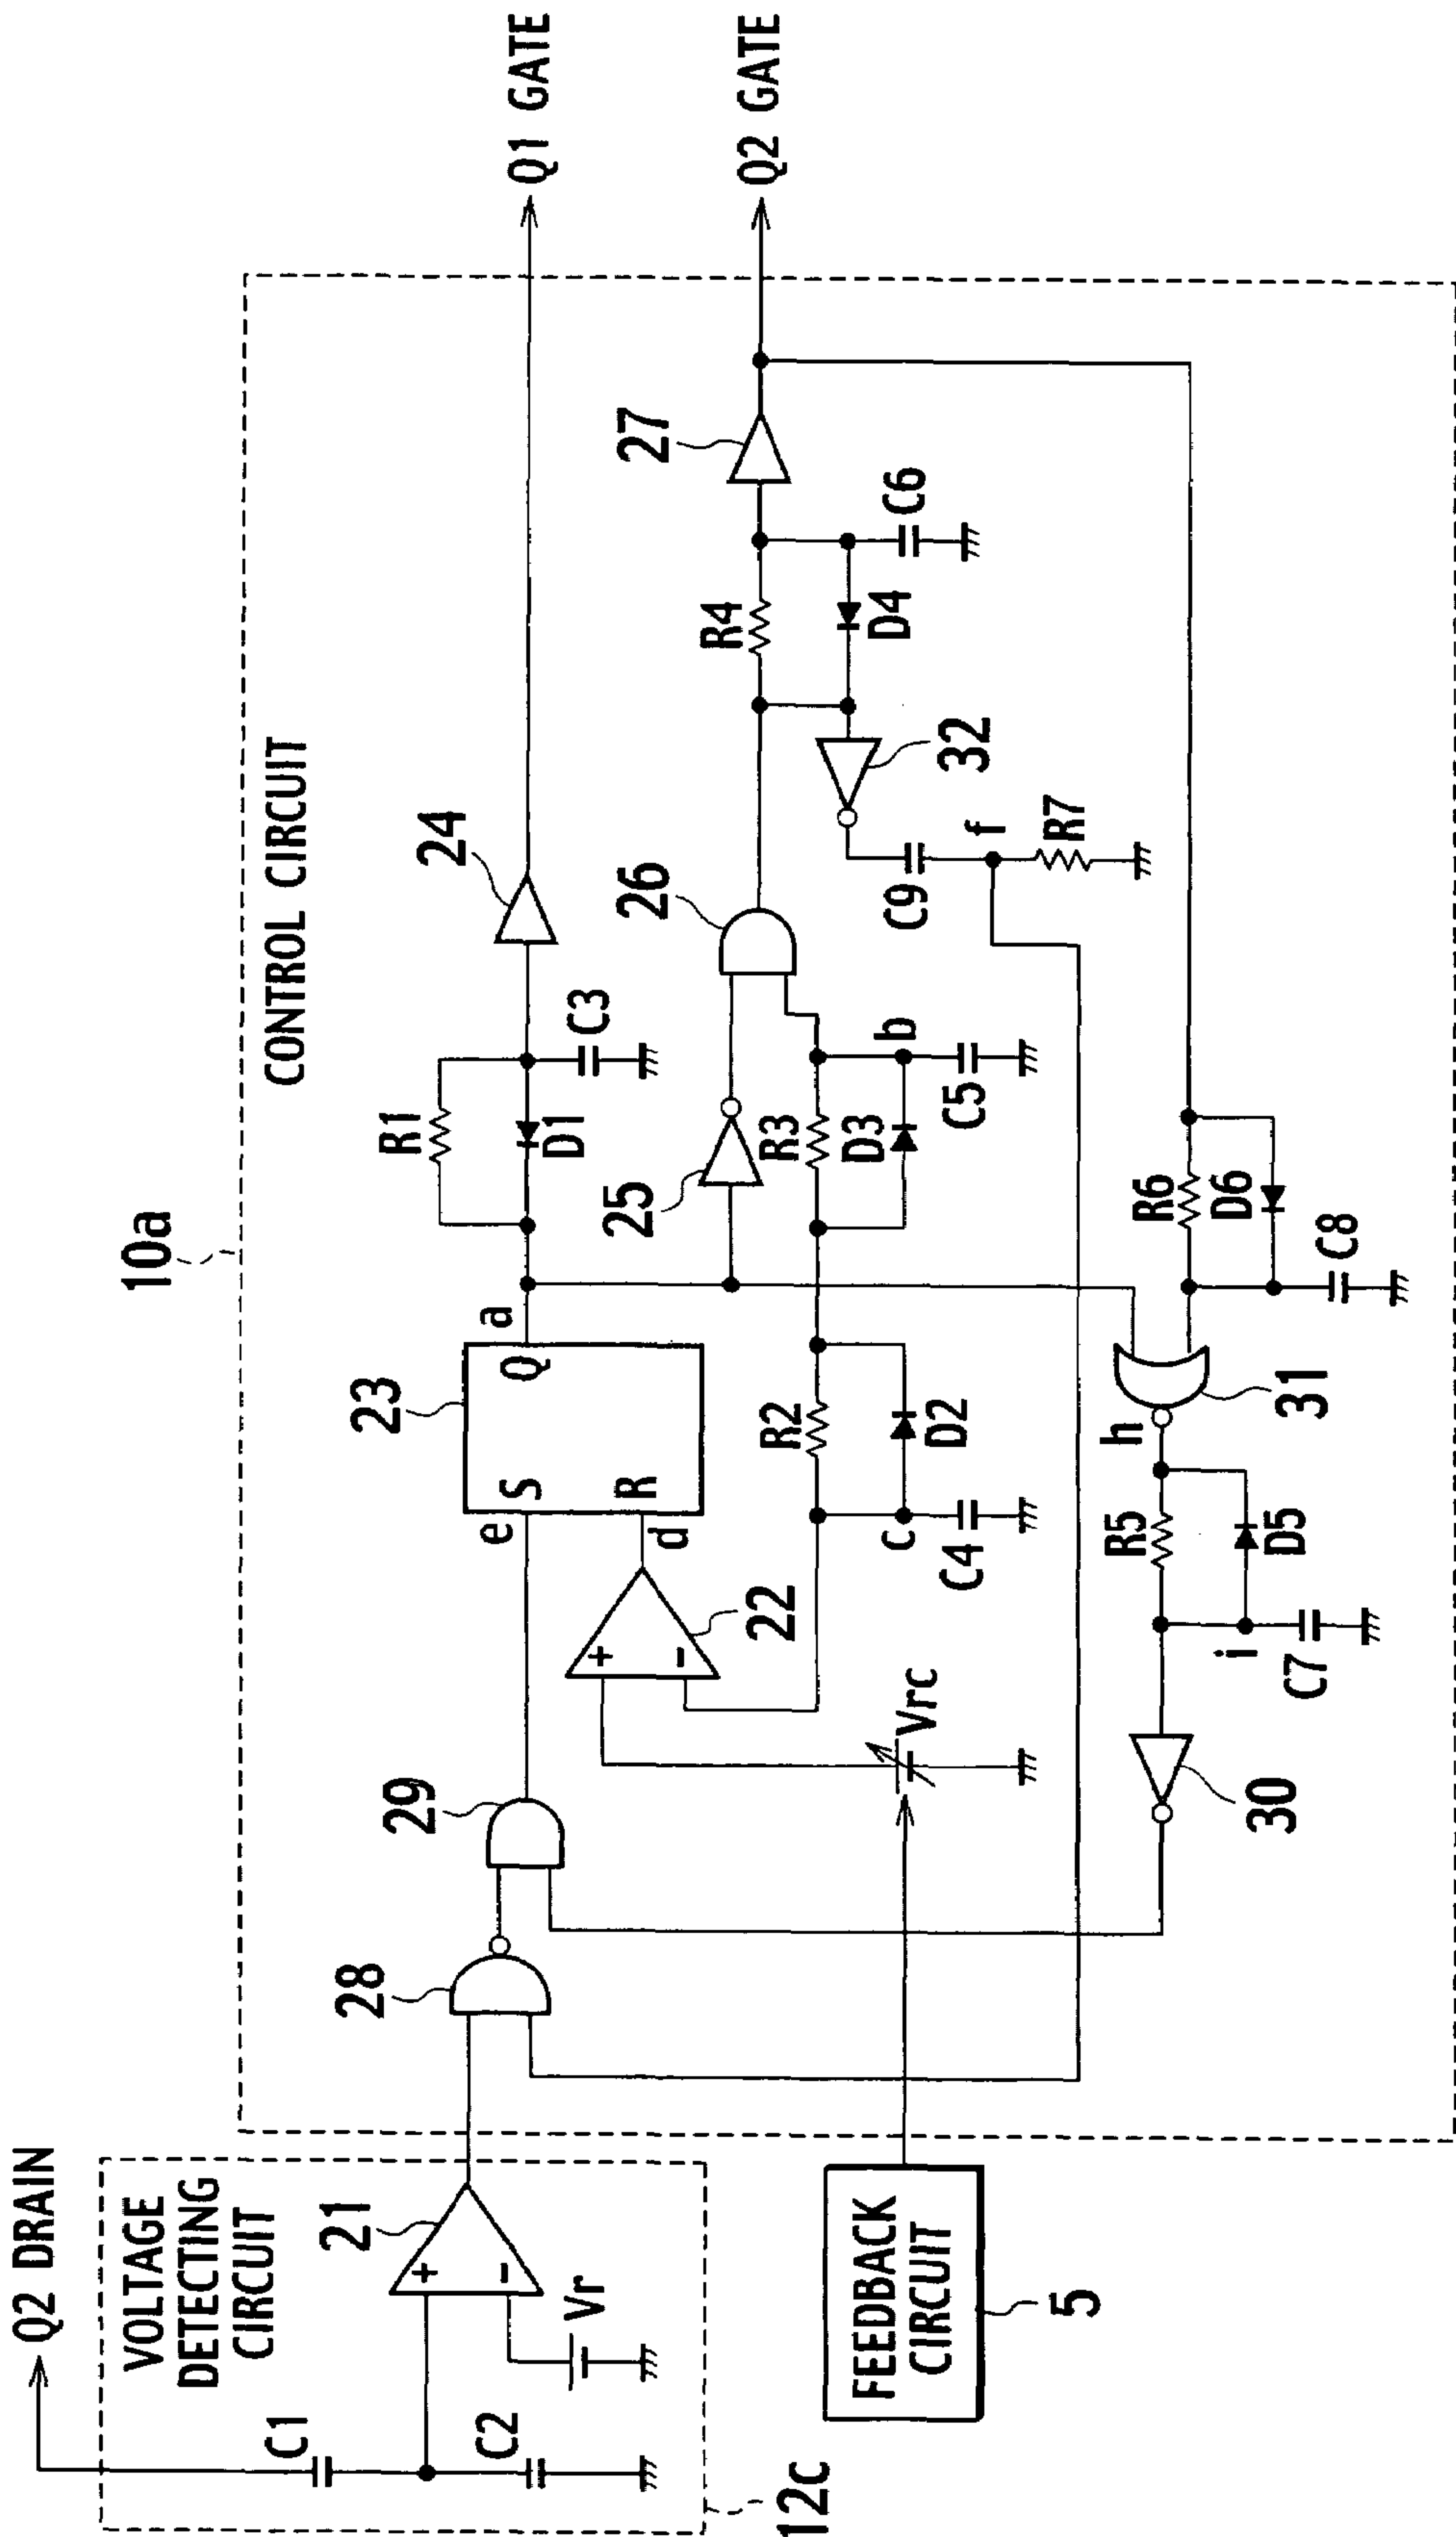 10a
CONTROL CIRCUIT
Q2 DRAIN
VOLTAGE
DETECTING
CIRCUIT
12C
C1
C2
21
+
-
Vr
FEEDBACK
CIRCUIT
5
28
29
e
S
R
Q
23
a
d
22
+
-
Vrc
R1
D1
C3
24
Q1 GATE
25
26
R2
D2
c
C4
R3
D3
b
C5
R4
D4
C6
27
Q2 GATE
32
C9
f
R7
30
i
C7
R5
D5
h
31
R6
D6
C8